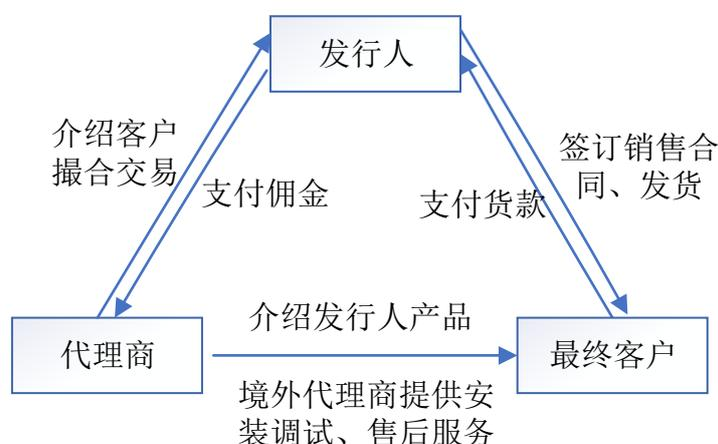 发行人
介绍客户
撮合交易
支付佣金
支付货款
签订销售合
同、发货
介绍发行人产品
代理商
最终客户
境外代理商提供安
装调试、售后服务